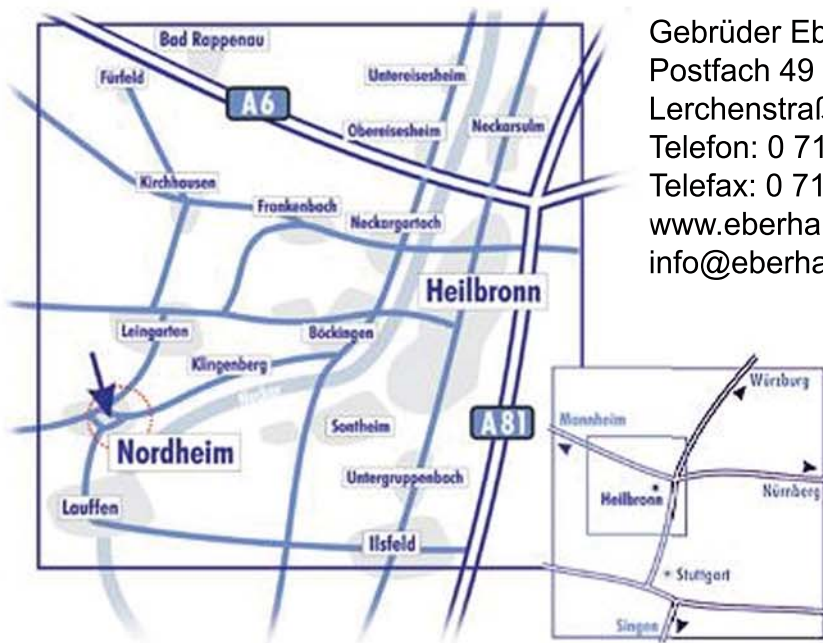 Gebrüder Eb
Postfach 49
Lerchenstraß
Telefon: 0 71
Telefax: 0 71
www.eberha
info@eberha
Bad Rappenau
Fürfeld
Untereisesheim
A6
Obereisesheim
Neckarsulm
Kirchhausen
Frankenbach
Neckargartach
Heilbronn
Leingarten
Böckingen
Klingenberg
Neckar
A81
Sontheim
Nordheim
Untergruppenbach
Lauffen
Ilsfeld
Würzburg
Mannheim
Heilbronn
Nürnberg
Stuttgart
Singen